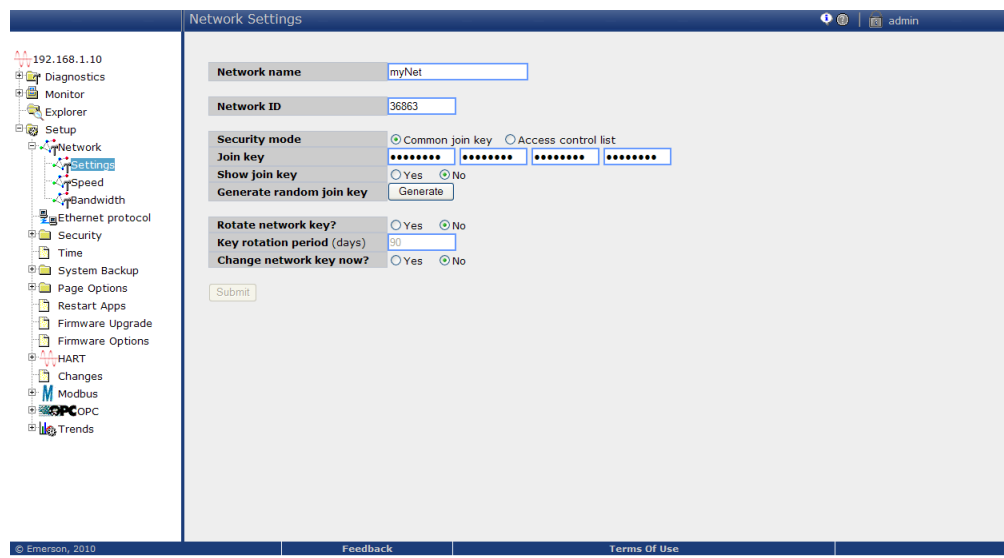 Network Settings
admin
192.168.1.10
Diagnostics
Monitor
Explorer
Setup
Network
Settings
Speed
Bandwidth
Ethernet protocol
Security
Time
System Backup
Page Options
Restart Apps
Firmware Upgrade
Firmware Options
HART
Changes
Modbus
OPC OPC
Trends
Network name myNet
Network ID 36863
Security mode Common join key Access control list
Join key •••••••• •••••••• •••••••• ••••••••
Show join key Yes No
Generate random join key Generate
Rotate network key? Yes No
Key rotation period (days) 90
Change network key now? Yes No
Submit
© Emerson, 2010 Feedback Terms Of Use